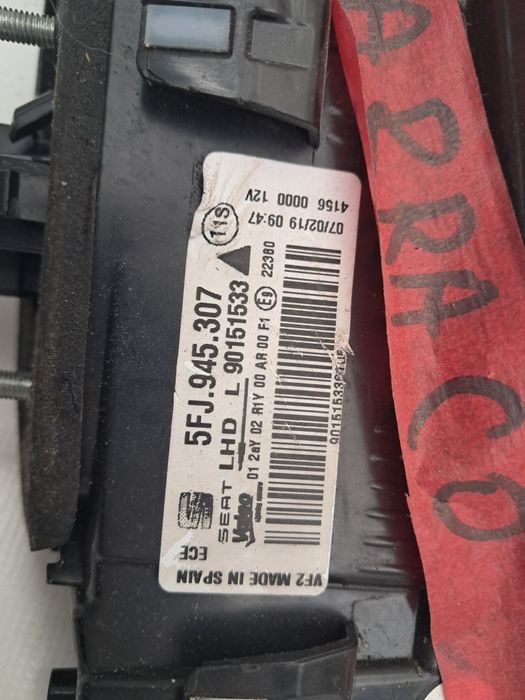 5FJ.945.307
SEAT LHD L 90151533
Valeo
01 2aY 02 R1Y 00 AR 00 F1 E9 22380
ECE
VF2 MADE IN SPAIN
11S
07/02/19 09:47
4156 0000 12V
ARRACO